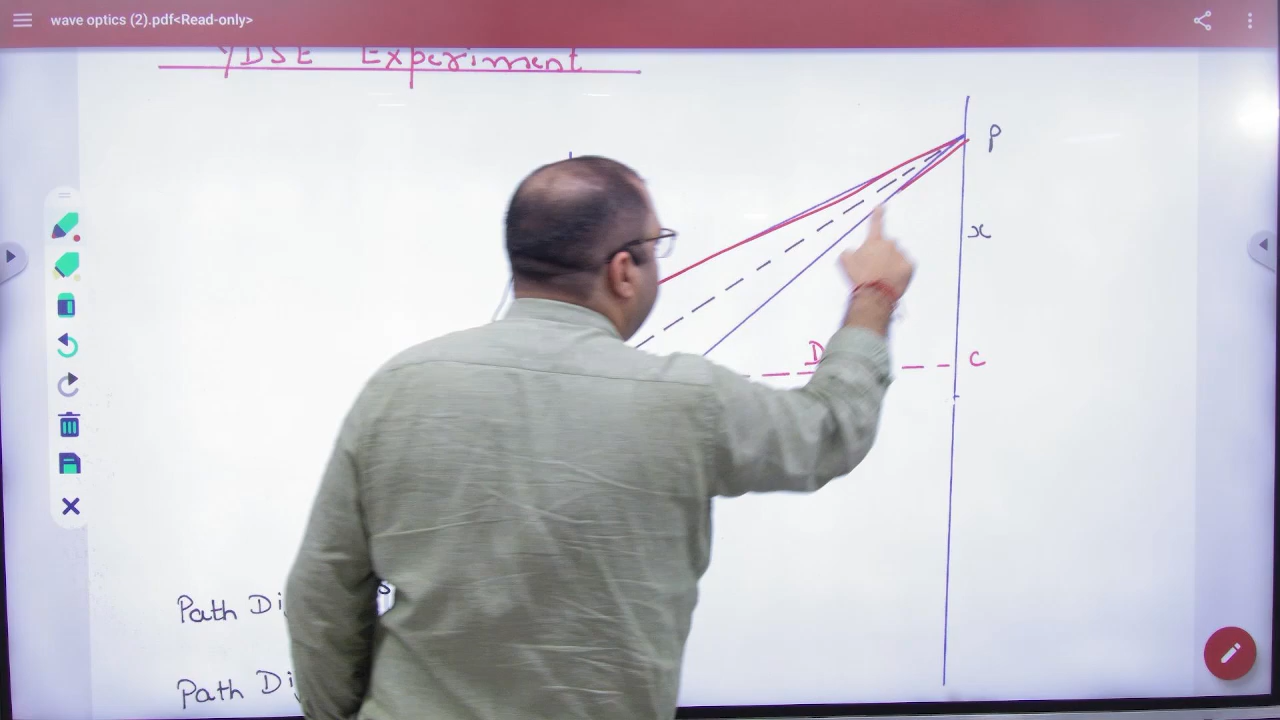 wave optics (2).pdf<Read-only>
YDSE Experiment
P
x
D
C
Path Di
Path Di